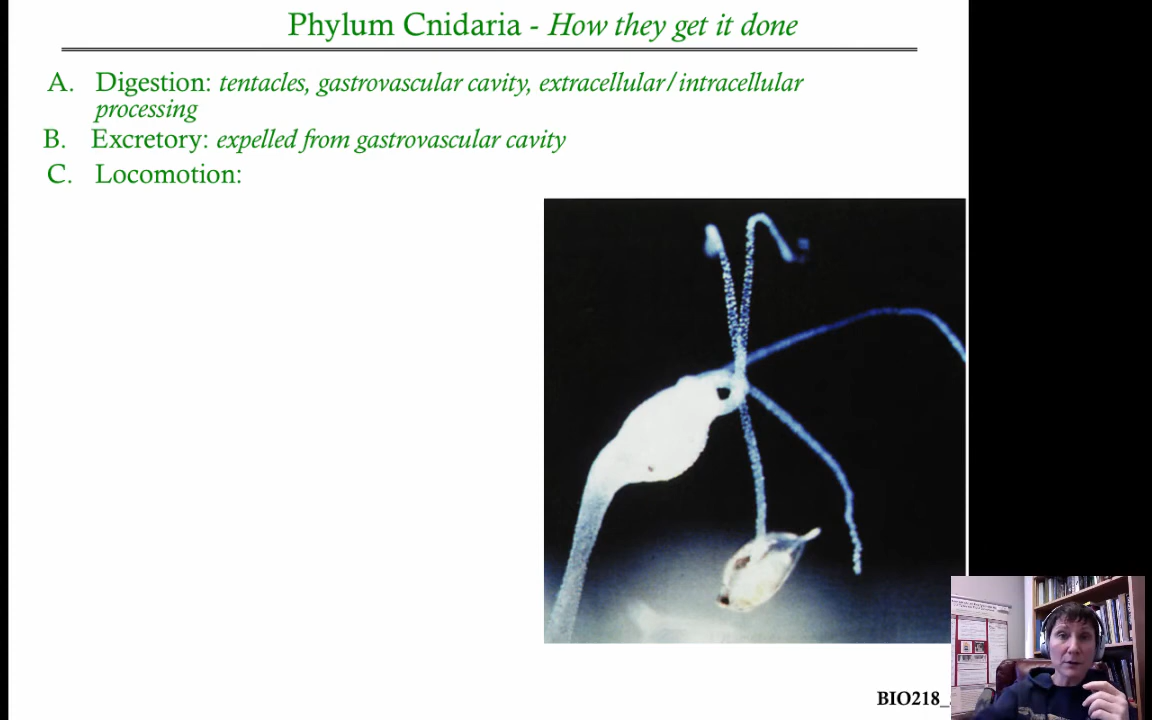 Phylum Cnidaria - How they get it done
A. Digestion: tentacles, gastrovascular cavity, extracellular/intracellular
processing
B. Excretory: expelled from gastrovascular cavity
C. Locomotion:
BIO218_